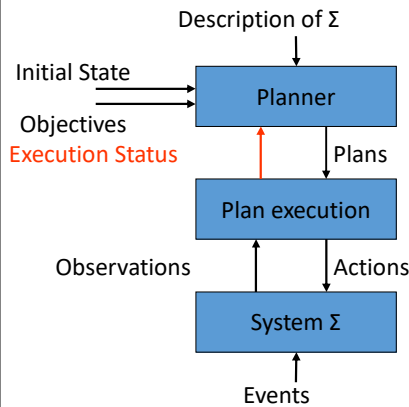 Description of Σ
Initial State
Planner
Objectives
Execution Status
Plans
Plan execution
Observations
Actions
System Σ
Events